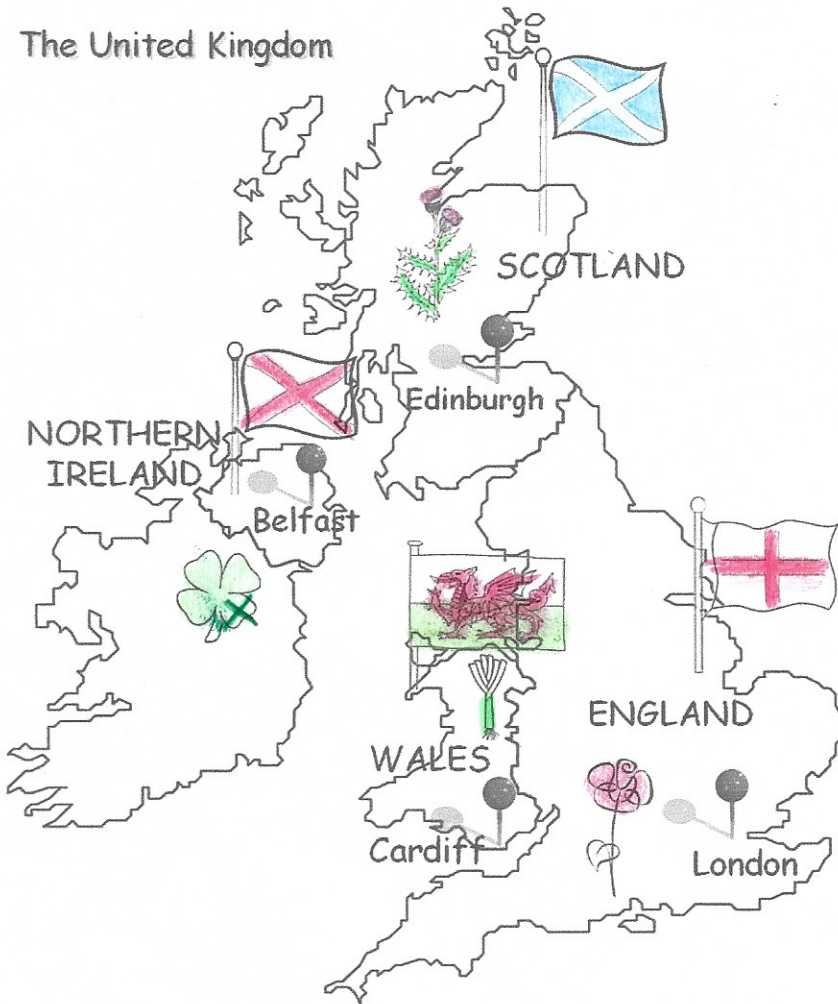 The United Kingdom
SCOTLAND
Edinburgh
NORTHERN
IRELAND
Belfast
ENGLAND
WALES
Cardiff
London